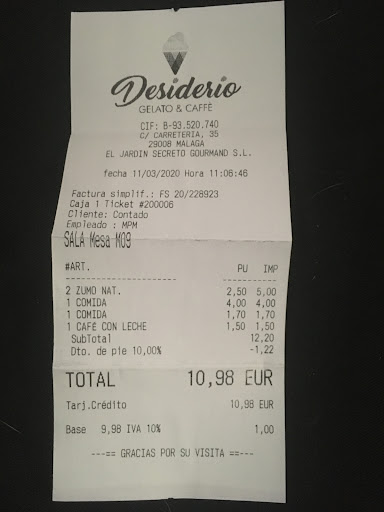 Desiderio
GELATO & CAFFÈ
CIF: B-93.520.740
C/ CARRETERIA, 35
29008 MALAGA
EL JARDIN SECRETO GOURMAND S.L.
fecha 11/03/2020 Hora 11:06:46
Factura simplif.: FS 20/228923
Caja 1 Ticket #200006
Cliente: Contado
Empleado : MPM
SALA Mesa M09
#ART. PU IMP
2 ZUMO NAT. 2,50 5,00
1 COMIDA 4,00 4,00
1 COMIDA 1,70 1,70
1 CAFÉ CON LECHE 1,50 1,50
SubTotal 12,20
Dto. de pie 10,00% -1,22
TOTAL 10,98 EUR
Tarj.Crédito 10,98 EUR
Base 9,98 IVA 10% 1,00
---== GRACIAS POR SU VISITA ==---